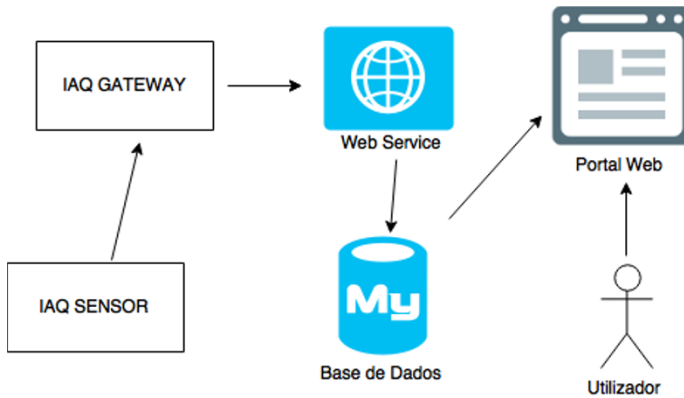 IAQ GATEWAY
Web Service
Portal Web
IAQ SENSOR
My
Base de Dados
Utilizador